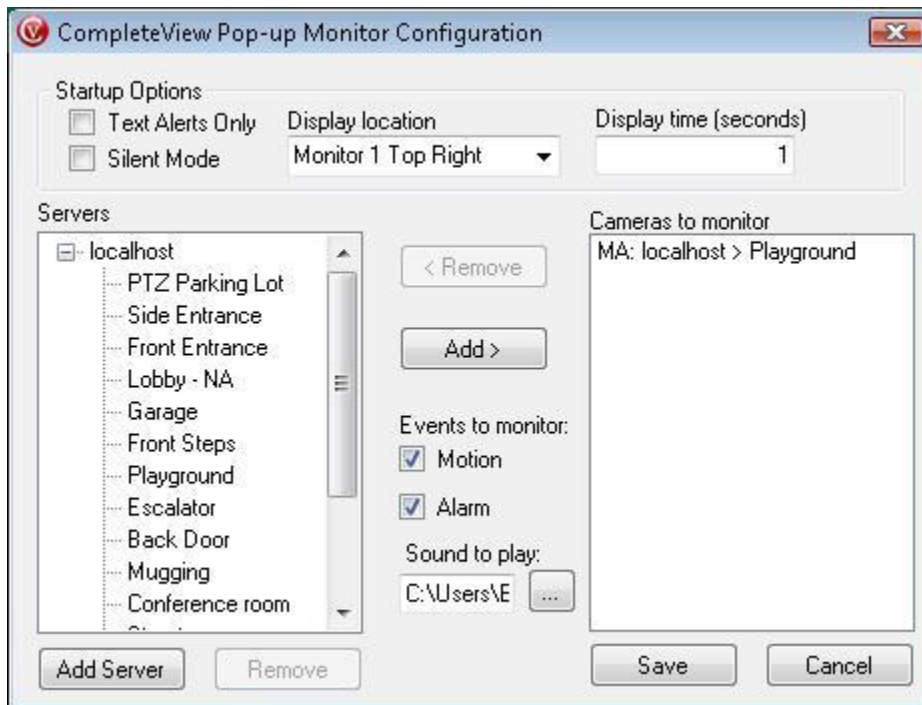 CompleteView Pop-up Monitor Configuration
Startup Options
Text Alerts Only
Silent Mode
Display location
Monitor 1 Top Right
Display time (seconds)
1
Servers
localhost
PTZ Parking Lot
Side Entrance
Front Entrance
Lobby - NA
Garage
Front Steps
Playground
Escalator
Back Door
Mugging
Conference room
Add Server
Remove
< Remove
Add >
Events to monitor:
Motion
Alarm
Sound to play:
C:\Users\E
...
Cameras to monitor
MA: localhost > Playground
Save
Cancel